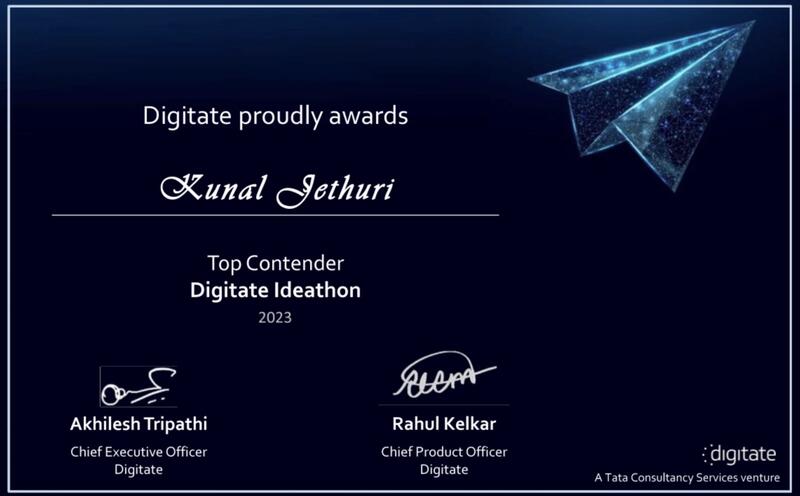 Digitate proudly awards
Kunal Jethuri
Top Contender
Digitate Ideathon
2023
Akhilesh Tripathi
Chief Executive Officer
Digitate
Rahul Kelkar
Chief Product Officer
Digitate
digitate
A Tata Consultancy Services venture